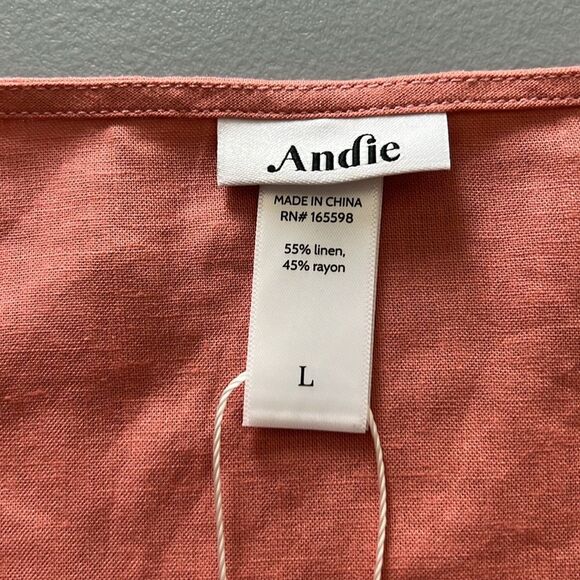 Andie
MADE IN CHINA
RN# 165598
55% linen,
45% rayon
L